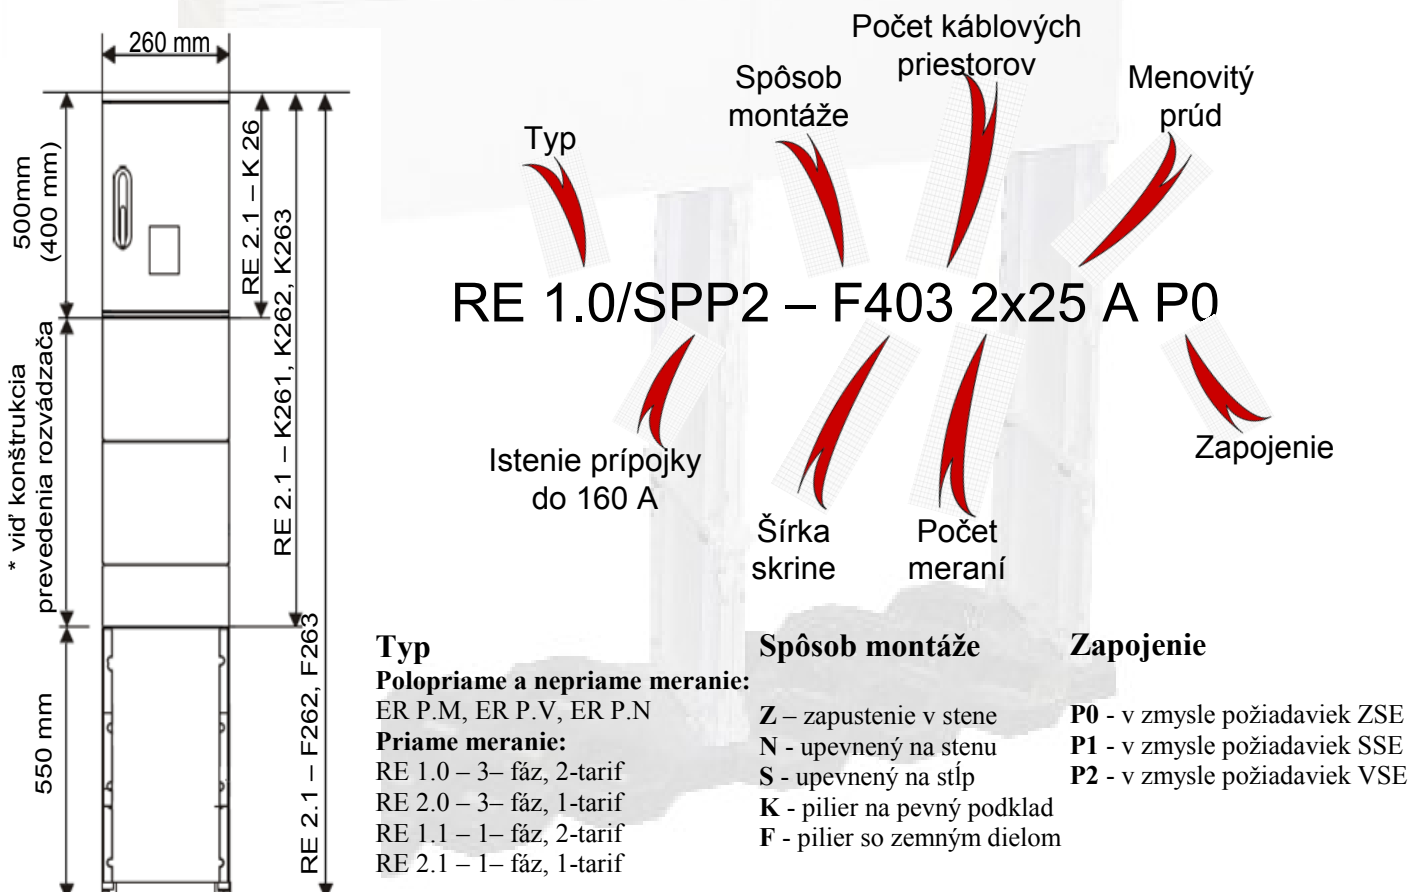 260 mm
500mm
(400 mm)
* viď konštrukcia
prevedenia rozvádzača
550 mm
RE 2.1 – K 26
RE 2.1 – K261, K262, K263
RE 2.1 – F261, F262, F263
Typ
Spôsob
montáže
Počet káblových
priestorov
Menovitý
prúd
RE 1.0/SPP2 – F403 2x25 A P0
Istenie prípojky
do 160 A
Šírka
skrine
Počet
meraní
Zapojenie
Typ
Polopriame a nepriame meranie:
ER P.M, ER P.V, ER P.N
Priame meranie:
RE 1.0 – 3– fáz, 2-tarif
RE 2.0 – 3– fáz, 1-tarif
RE 1.1 – 1– fáz, 2-tarif
RE 2.1 – 1– fáz, 1-tarif
Spôsob montáže
Z – zapustenie v stene
N - upevnený na stenu
S - upevnený na stĺp
K - pilier na pevný podklad
F - pilier so zemným dielom
Zapojenie
P0 - v zmysle požiadaviek ZSE
P1 - v zmysle požiadaviek SSE
P2 - v zmysle požiadaviek VSE